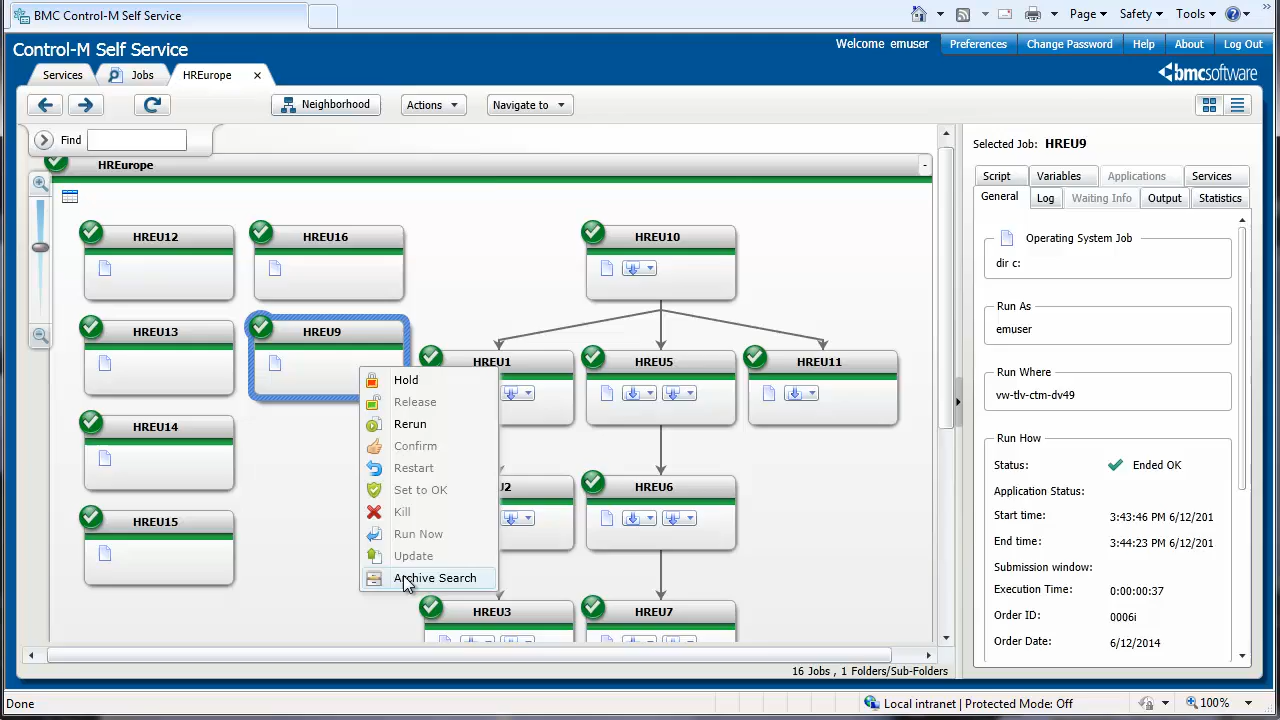 BMC Control-M Self Service
Page
Safety
Tools
Control-M Self Service
Welcome emuser
Preferences
Change Password
Help
About
Log Out
Services
Jobs
HREurope
bmcsoftware
Neighborhood
Actions
Navigate to
Find
HREurope
-
HREU12
HREU16
HREU10
HREU13
HREU9
HREU1
HREU5
HREU11
HREU14
HREU6
HREU15
HREU3
HREU7
Hold
Release
Rerun
Confirm
Restart
Set to OK
Kill
Run Now
Update
Archive Search
16 Jobs , 1 Folders/Sub-Folders
Selected Job: HREU9
Script
Variables
Applications
Services
General
Log
Waiting Info
Output
Statistics
Operating System Job
dir c:
Run As
emuser
Run Where
vw-tlv-ctm-dv49
Run How
Status: Ended OK
Application Status:
Start time: 3:43:46 PM 6/12/201
End time: 3:44:23 PM 6/12/201
Submission window:
Execution Time: 0:00:00:37
Order ID: 0006i
Order Date: 6/12/2014
Done
Local intranet | Protected Mode: Off
100%